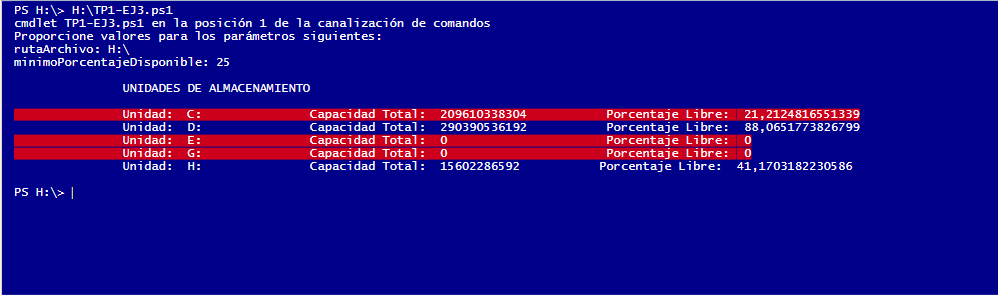 PS H:\> H:\TP1-EJ3.ps1
cmdlet TP1-EJ3.ps1 en la posición 1 de la canalización de comandos
Proporcione valores para los parámetros siguientes:
rutaArchivo: H:\
minimoPorcentajeDisponible: 25
UNIDADES DE ALMACENAMIENTO
Unidad: C: Capacidad Total: 209610338304 Porcentaje Libre: 21,2124816551339
Unidad: D: Capacidad Total: 290390536192 Porcentaje Libre: 88,0651773826799
Unidad: E: Capacidad Total: 0 Porcentaje Libre: 0
Unidad: G: Capacidad Total: 0 Porcentaje Libre: 0
Unidad: H: Capacidad Total: 15602286592 Porcentaje Libre: 41,1703182230586
PS H:\>